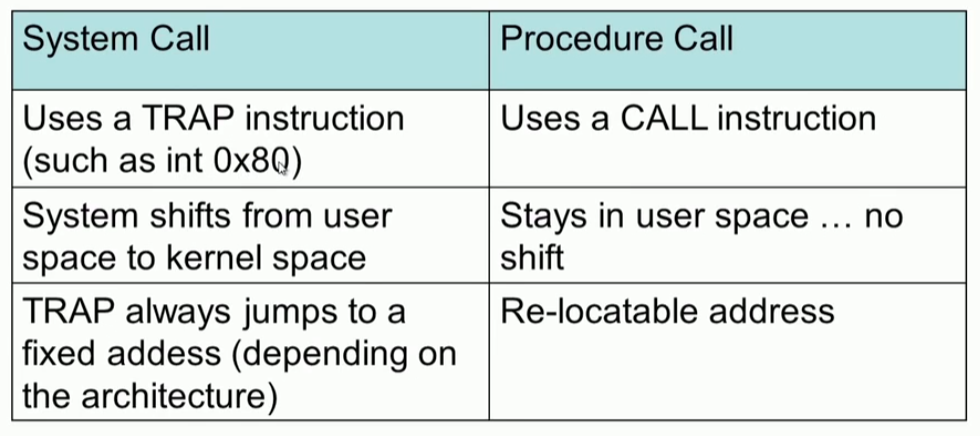 System Call
Procedure Call
Uses a TRAP instruction
(such as int 0x80)
Uses a CALL instruction
System shifts from user
space to kernel space
Stays in user space … no
shift
TRAP always jumps to a
fixed addess (depending on
the architecture)
Re-locatable address